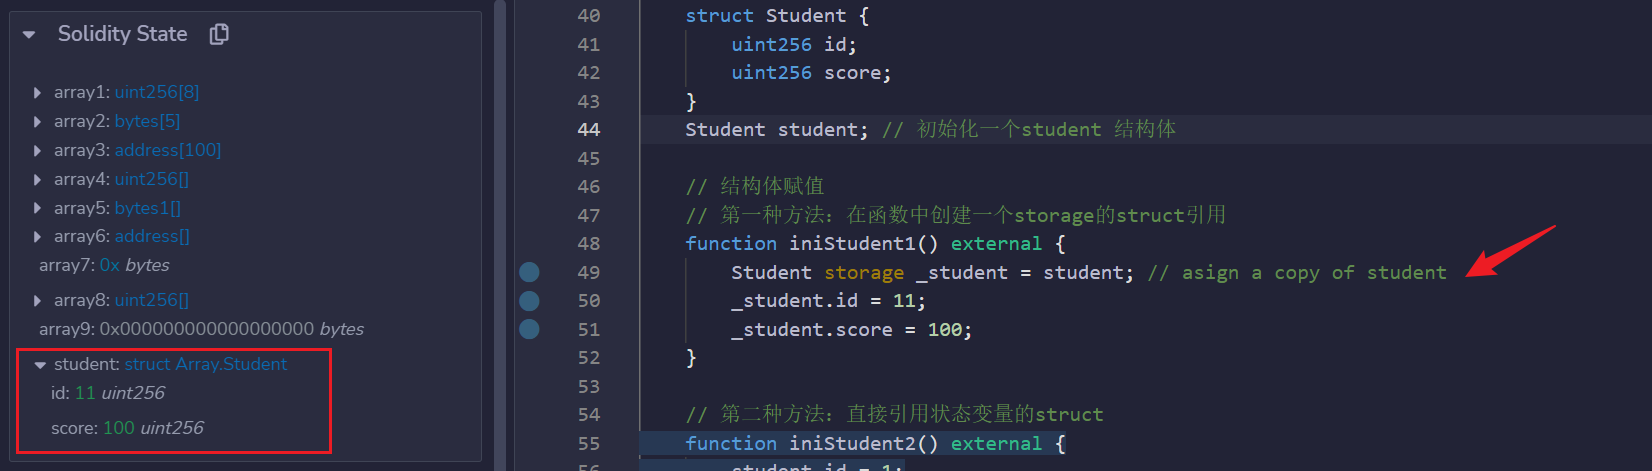 Solidity State
array1: uint256[8]
array2: bytes[5]
array3: address[100]
array4: uint256[]
array5: bytes1[]
array6: address[]
array7: 0x bytes
array8: uint256[]
array9: 0x000000000000000000 bytes
student: struct Array.Student
id: 11 uint256
score: 100 uint256
40 struct Student {
41 uint256 id;
42 uint256 score;
43 }
44 Student student; // 初始化一个student 结构体
45
46 // 结构体赋值
47 // 第一种方法：在函数中创建一个storage的struct引用
48 function iniStudent1() external {
49 Student storage _student = student; // asign a copy of student
50 _student.id = 11;
51 _student.score = 100;
52 }
53
54 // 第二种方法：直接引用状态变量的struct
55 function iniStudent2() external {
56 student.id = 1;